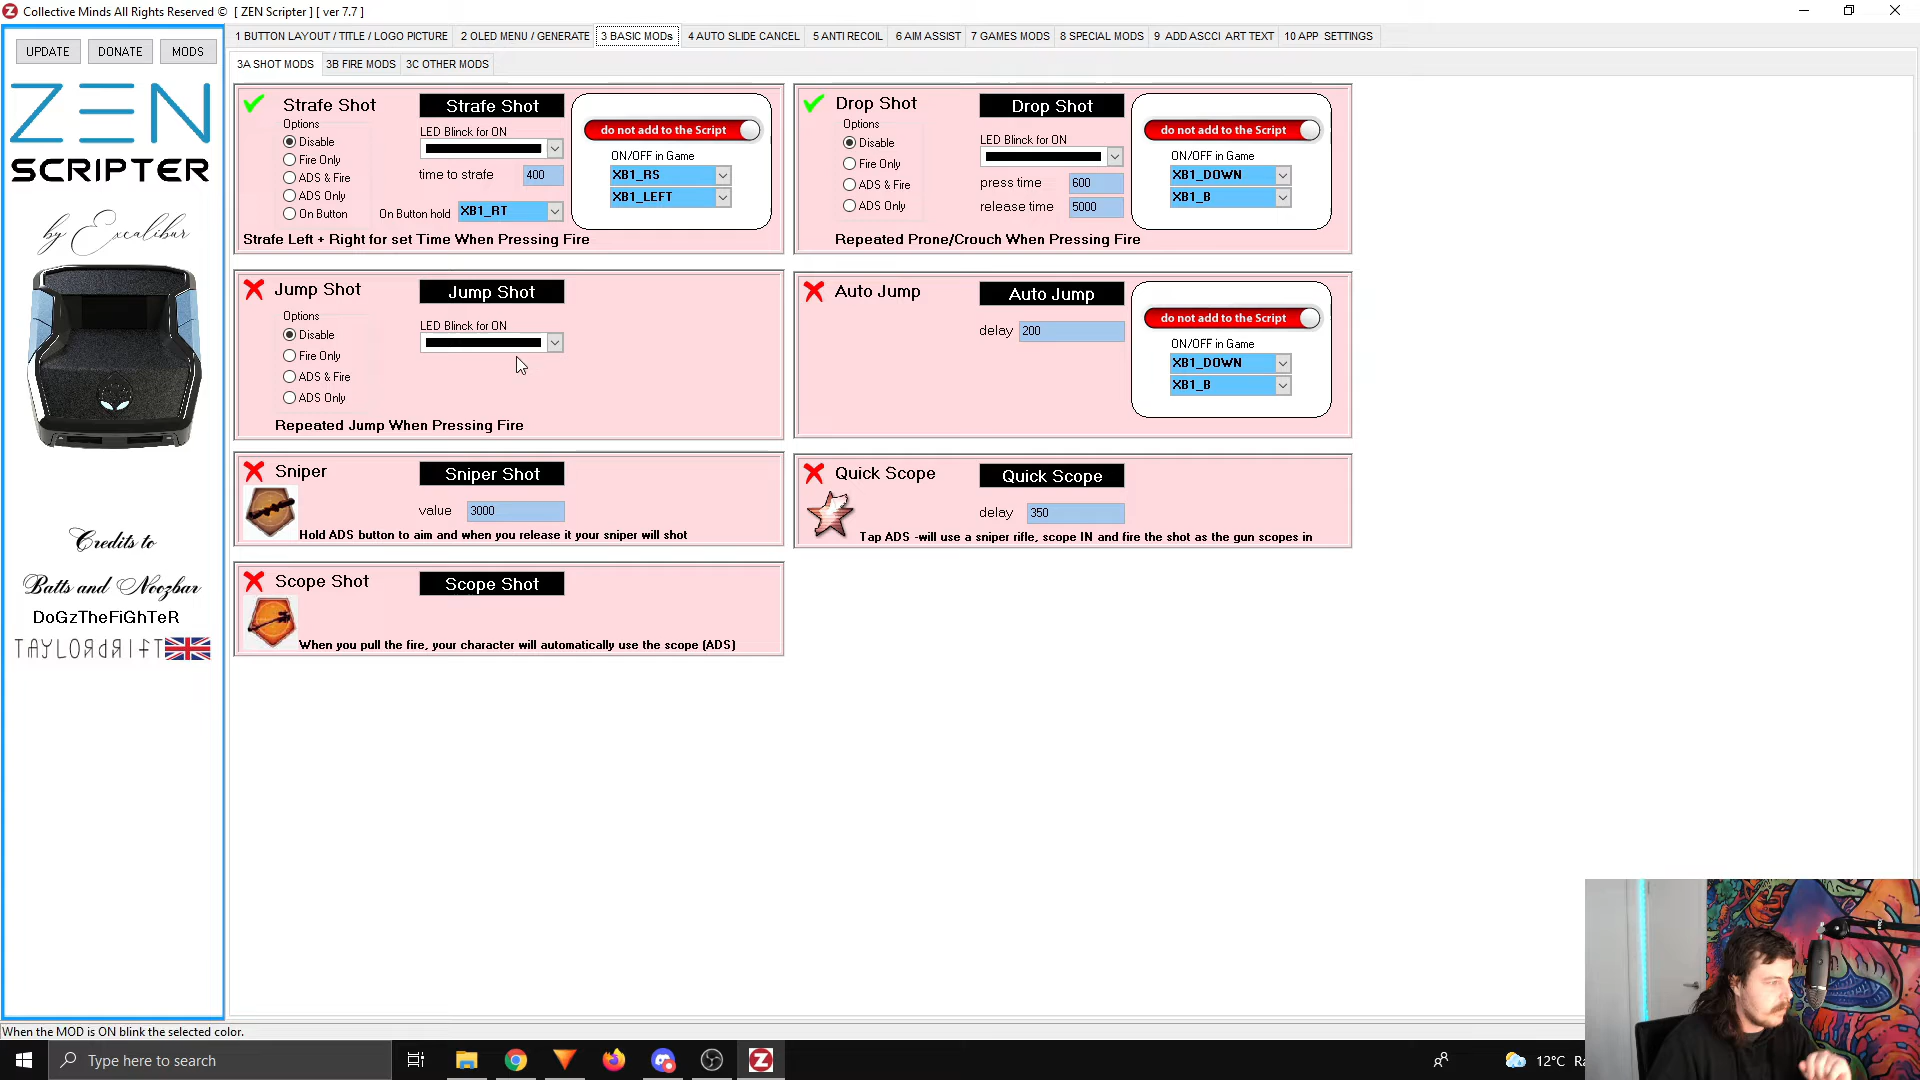 Collective Minds All Rights Reserved © [ ZEN Scripter ] [ ver 7.7 ]
UPDATE DONATE MODS
1 BUTTON LAYOUT / TITLE / LOGO PICTURE 2 OLED MENU / GENERATE 3 BASIC MODs 4 AUTO SLIDE CANCEL 5 ANTI RECOIL 6 AIM ASSIST 7 GAMES MODS 8 SPECIAL MODS 9 ADD ASCCI ART TEXT 10 APP SETTINGS
3A SHOT MODS 3B FIRE MODS 3C OTHER MODS
ZEN
SCRIPTER
by Excalibur
Credits to
Batts and Noozbar
DoGzTheFiGhTeR
TAYLORdRIFT
Strafe Shot
Strafe Shot
Options
Disable
Fire Only
ADS & Fire
ADS Only
On Button
LED Blinck for ON
time to strafe 400
On Button hold XB1_RT
do not add to the Script
ON/OFF in Game
XB1_RS
XB1_LEFT
Strafe Left + Right for set Time When Pressing Fire
Drop Shot
Drop Shot
Options
Disable
Fire Only
ADS & Fire
ADS Only
LED Blinck for ON
press time 600
release time 5000
do not add to the Script
ON/OFF in Game
XB1_DOWN
XB1_B
Repeated Prone/Crouch When Pressing Fire
Jump Shot
Jump Shot
Options
Disable
Fire Only
ADS & Fire
ADS Only
LED Blinck for ON
Repeated Jump When Pressing Fire
Auto Jump
Auto Jump
delay 200
do not add to the Script
ON/OFF in Game
XB1_DOWN
XB1_B
Sniper
Sniper Shot
value 3000
Hold ADS button to aim and when you release it your sniper will shot
Quick Scope
Quick Scope
delay 350
Tap ADS -will use a sniper rifle, scope IN and fire the shot as the gun scopes in
Scope Shot
Scope Shot
When you pull the fire, your character will automatically use the scope (ADS)
When the MOD is ON blink the selected color.
Type here to search
12°C